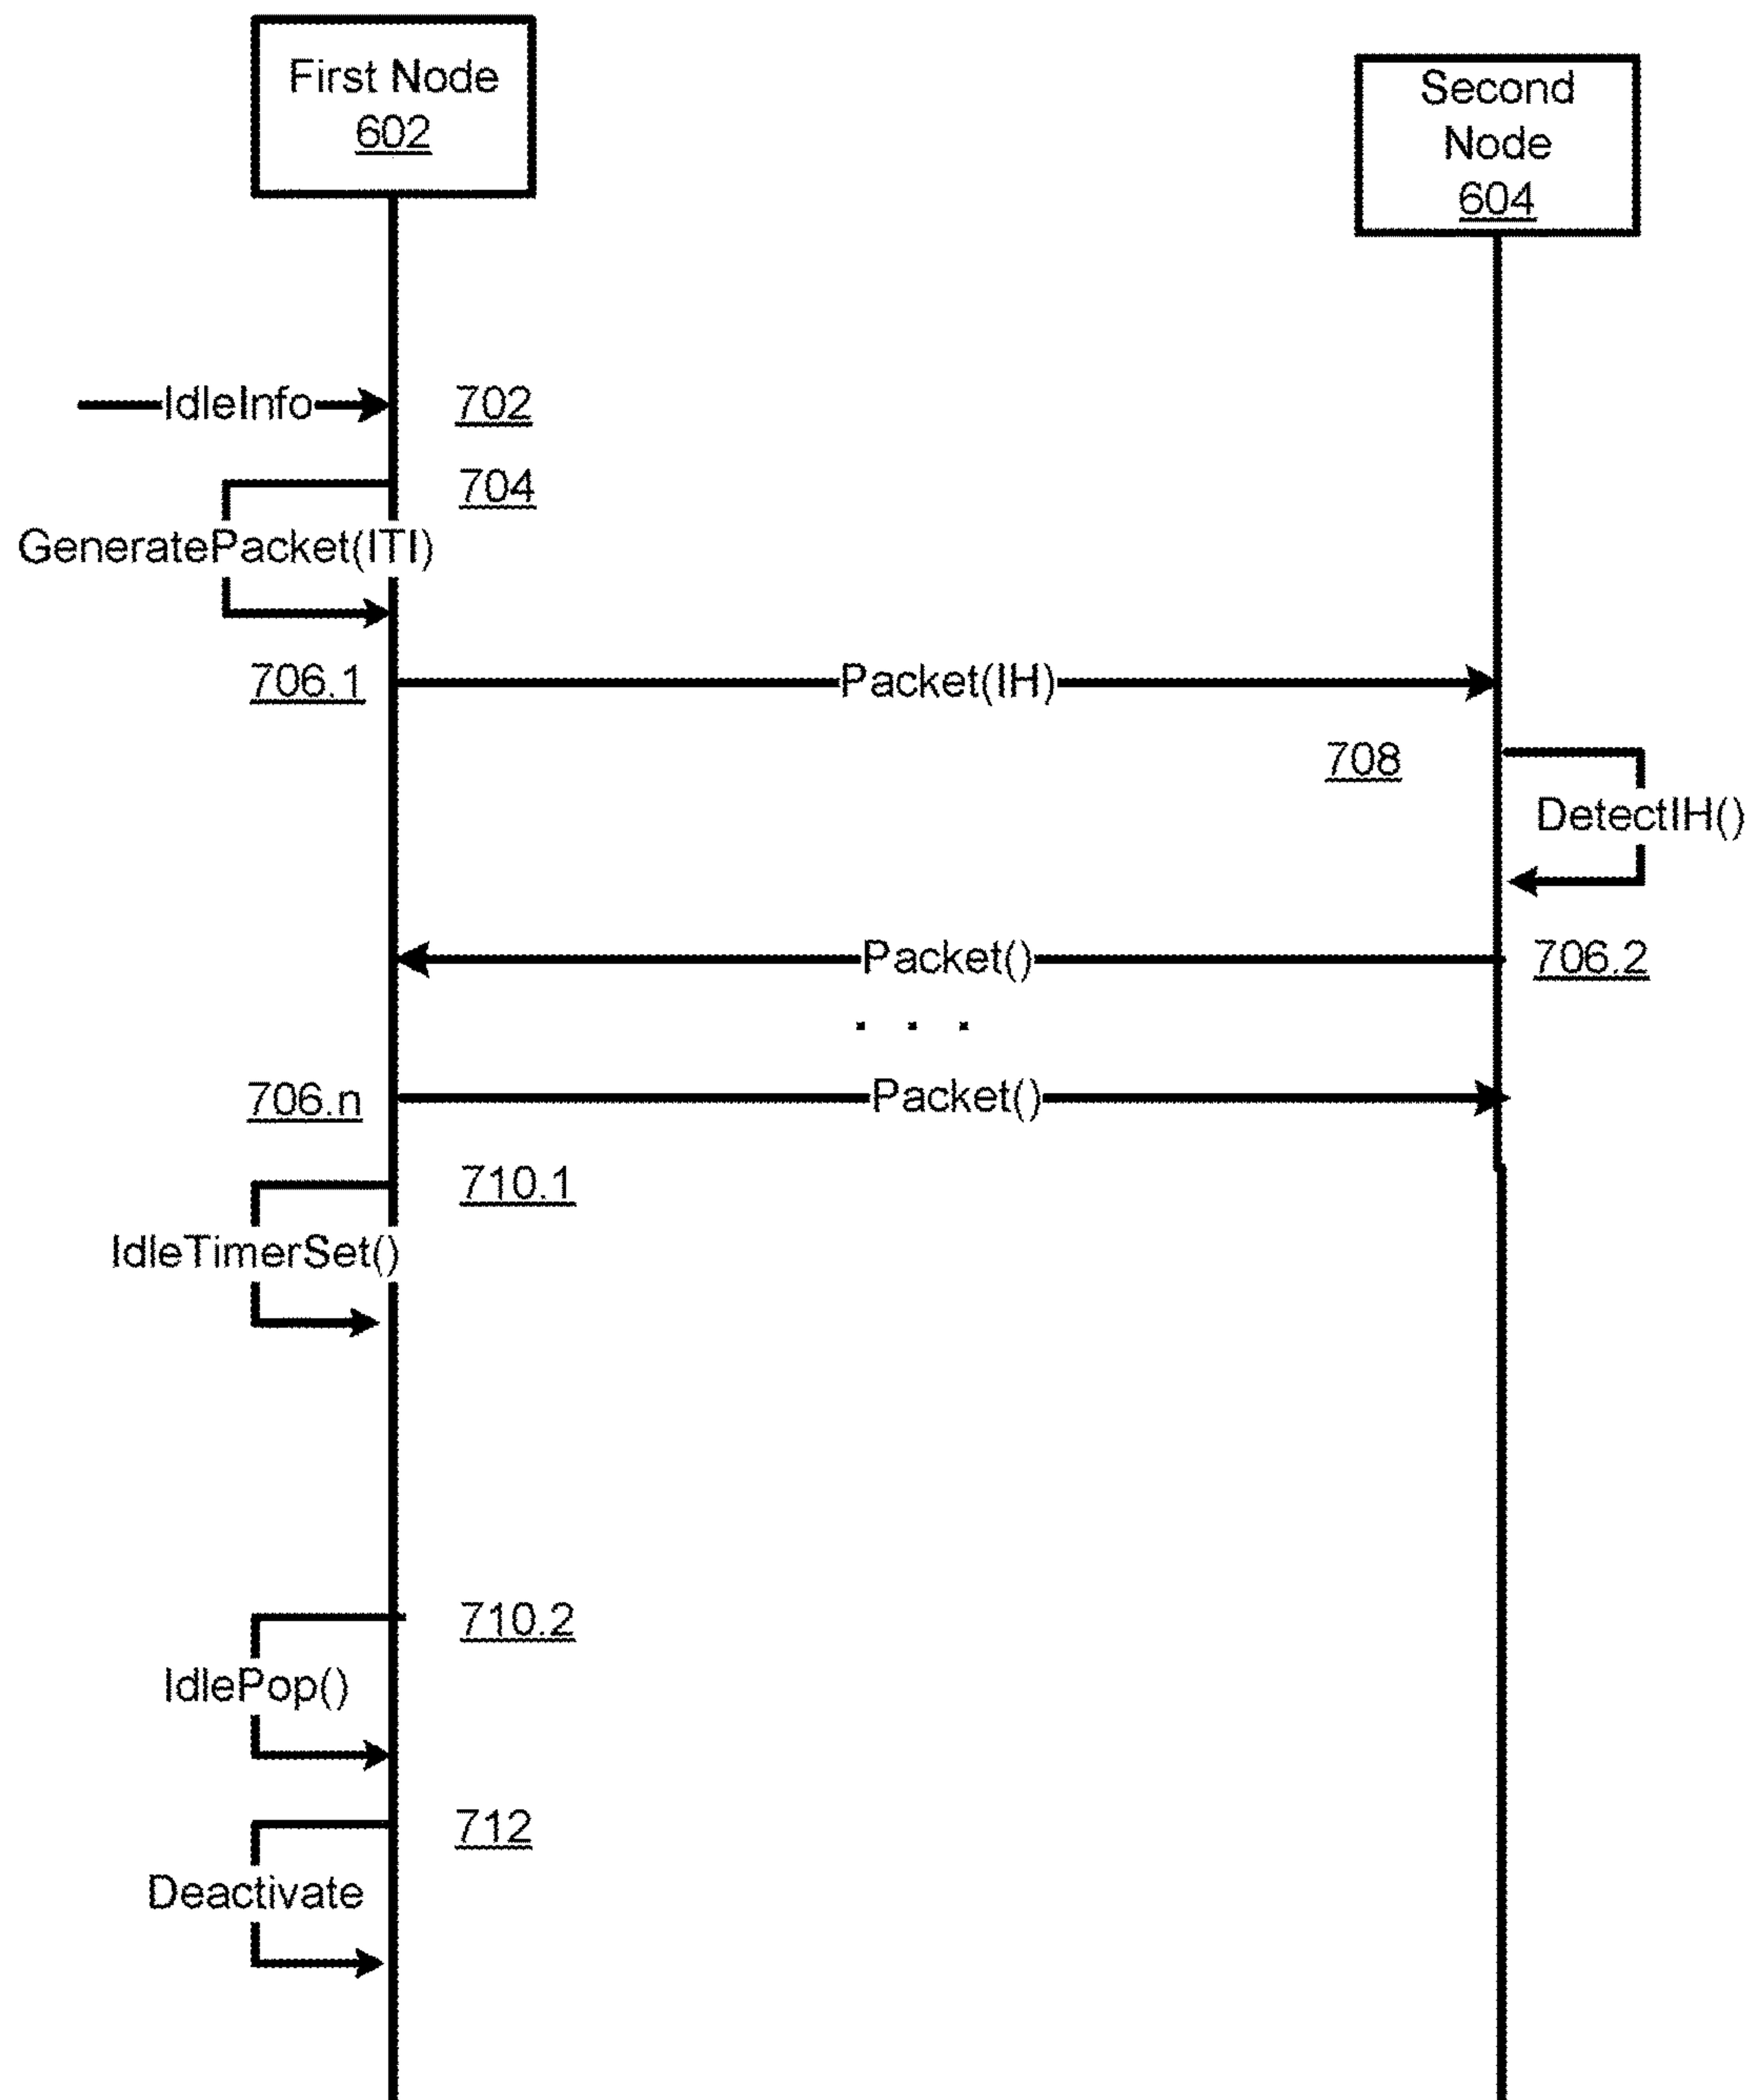 First Node
602
Second
Node
604
IdleInfo
702
704
GeneratePacket(ITI)
706.1
Packet(IH)
708
DetectIH()
Packet()
706.2
. . .
706.n
Packet()
710.1
IdleTimerSet()
710.2
IdlePop()
712
Deactivate